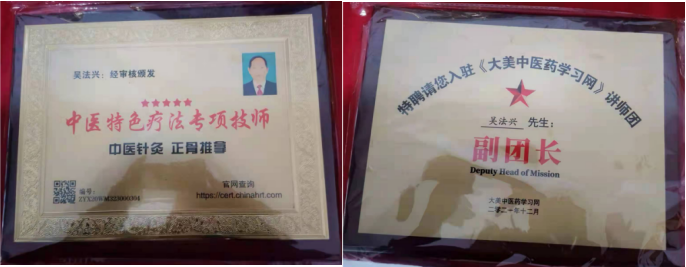 吴法兴：经审核颁发
中医特色疗法专项技师
中医针灸 正骨推拿
编号：
官网查询
https://cert.chinahrt.com
特聘请您入驻《大美中医药学习网》讲师团
吴法兴 先生：
副团长
Deputy Head of Mission
大美中医药学习网
二〇二一年十二月